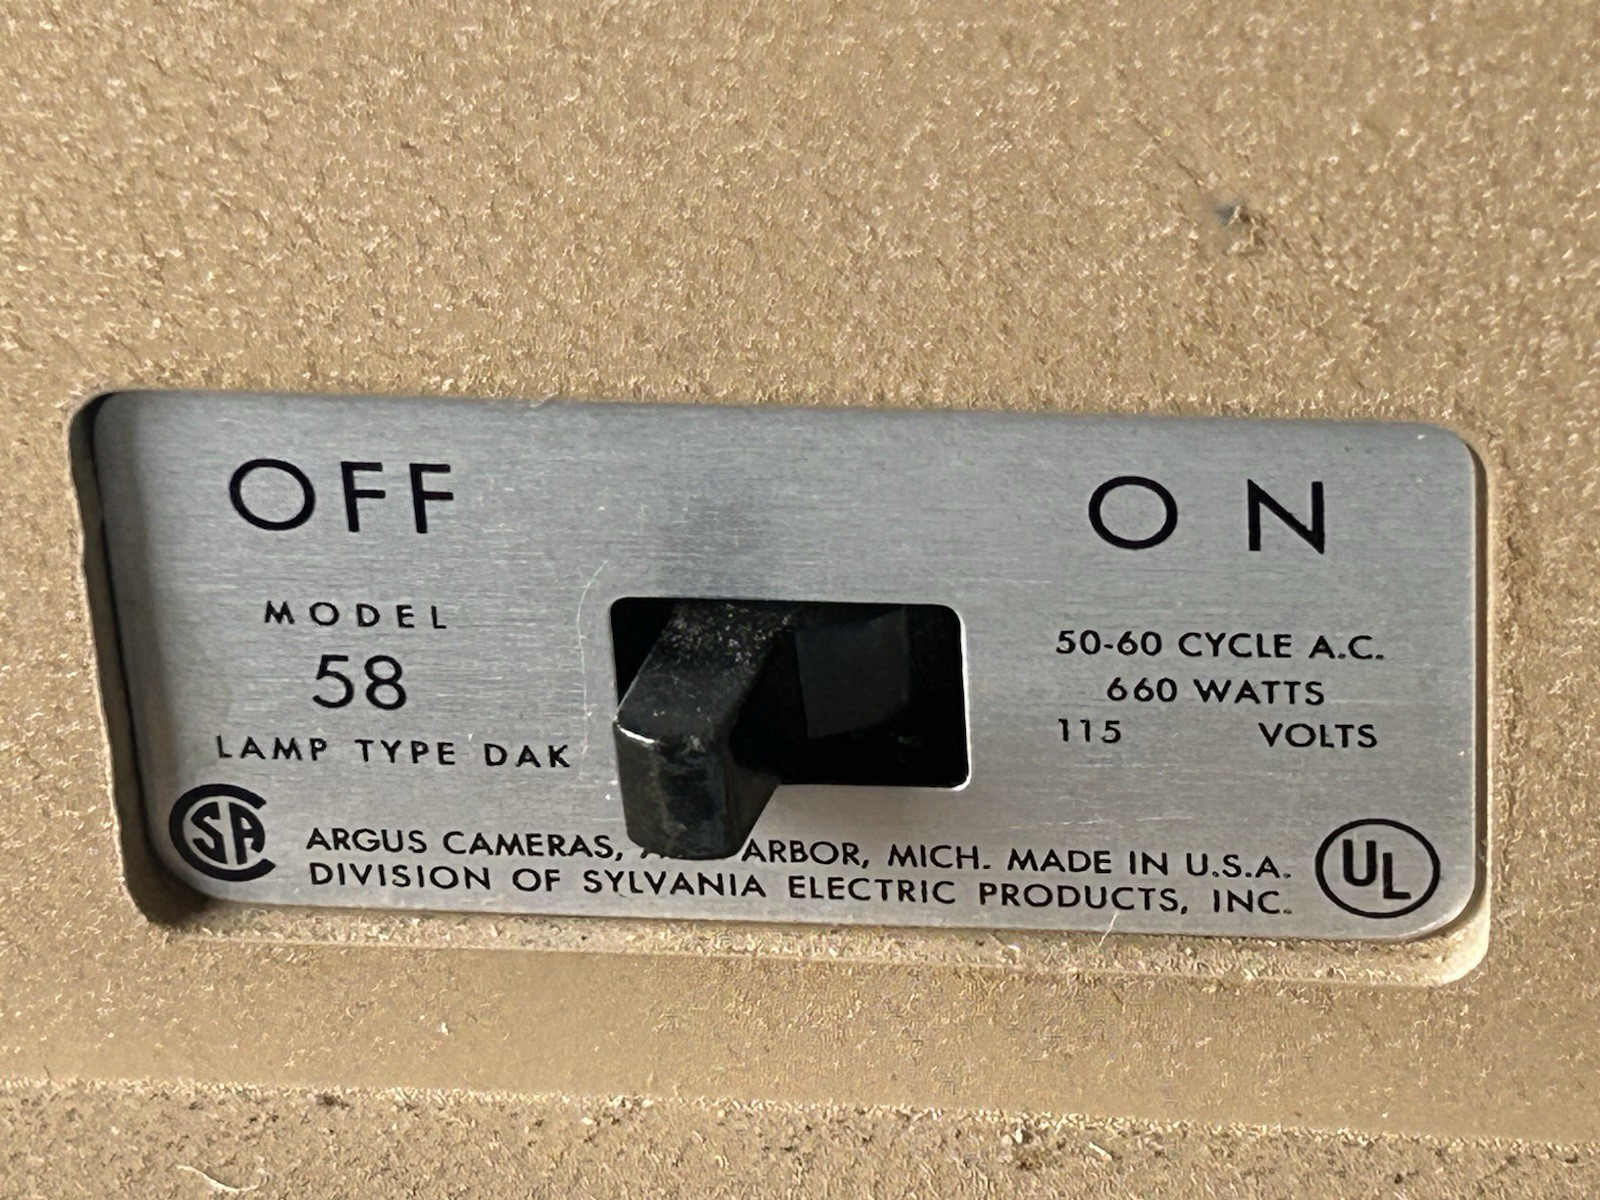 OFF
ON
MODEL
58
LAMP TYPE DAK
50-60 CYCLE A.C.
660 WATTS
115 VOLTS
SA
ARGUS CAMERAS, ARBOR, MICH. MADE IN U.S.A.
DIVISION OF SYLVANIA ELECTRIC PRODUCTS, INC.
UL